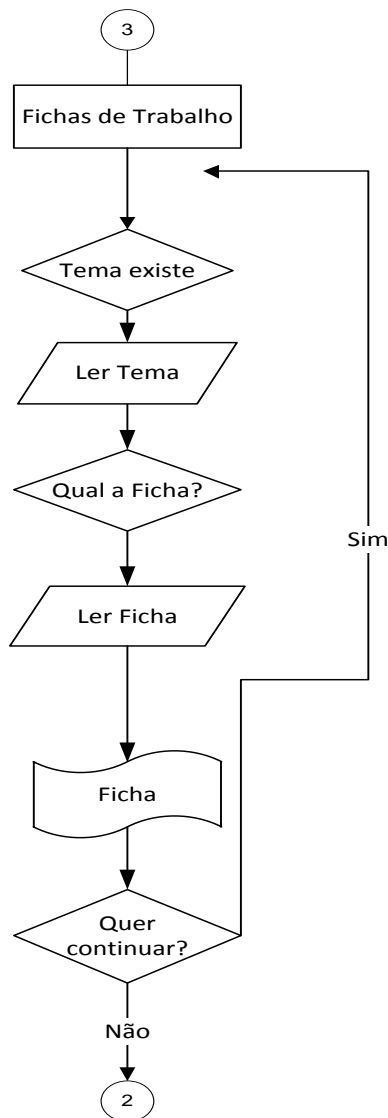 3
Fichas de Trabalho
Tema existe
Ler Tema
Qual a Ficha?
Sim
Ler Ficha
Ficha
Quer
continuar?
Não
2